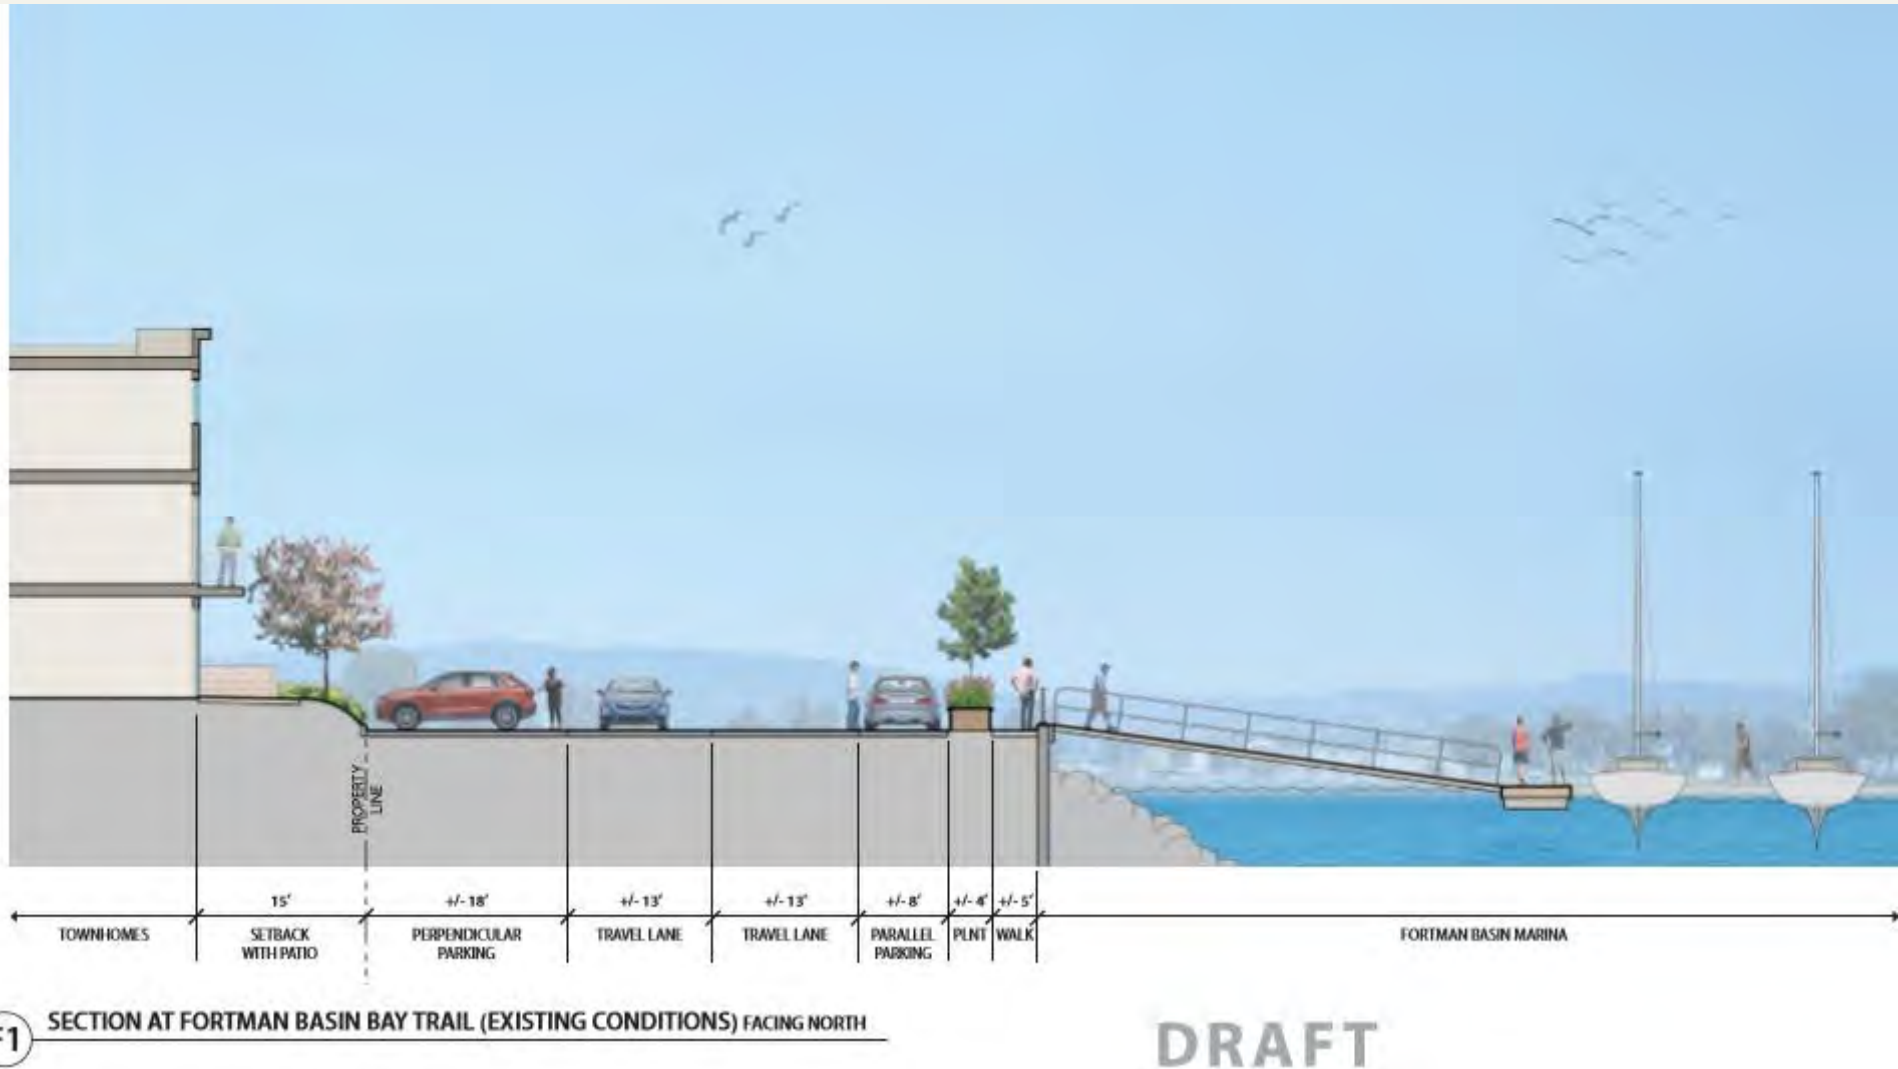 PROPERTY
LINE
15' +/- 18' +/- 13' +/- 13' +/- 8' +/- 4' +/- 5'
TOWNHOMES
SETBACK
WITH PATIO
PERPENDICULAR
PARKING
TRAVEL LANE
TRAVEL LANE
PARALLEL
PARKING
PLNT
WALK
FORTMAN BASIN MARINA
SECTION AT FORTMAN BASIN BAY TRAIL (EXISTING CONDITIONS) FACING NORTH
DRAFT